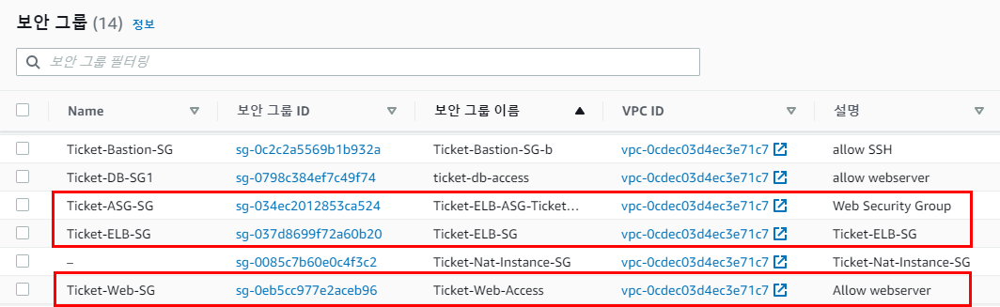 보안 그룹 (14) 정보
보안 그룹 필터링
Name 보안 그룹 ID 보안 그룹 이름 VPC ID 설명
Ticket-Bastion-SG sg-0c2c2a5569b1b932a Ticket-Bastion-SG-b vpc-0cdec03d4ec3e71c7 allow SSH
Ticket-DB-SG1 sg-0798c384ef7c49f74 ticket-db-access vpc-0cdec03d4ec3e71c7 allow webserver
Ticket-ASG-SG sg-034ec2012853ca524 Ticket-ELB-ASG-Ticket... vpc-0cdec03d4ec3e71c7 Web Security Group
Ticket-ELB-SG sg-037d8699f72a60b20 Ticket-ELB-SG vpc-0cdec03d4ec3e71c7 Ticket-ELB-SG
– sg-0085c7b60e0c4f3c2 Ticket-Nat-Instance-SG vpc-0cdec03d4ec3e71c7 Ticket-Nat-Instance-SG
Ticket-Web-SG sg-0eb5cc977e2aceb96 Ticket-Web-Access vpc-0cdec03d4ec3e71c7 Allow webserver